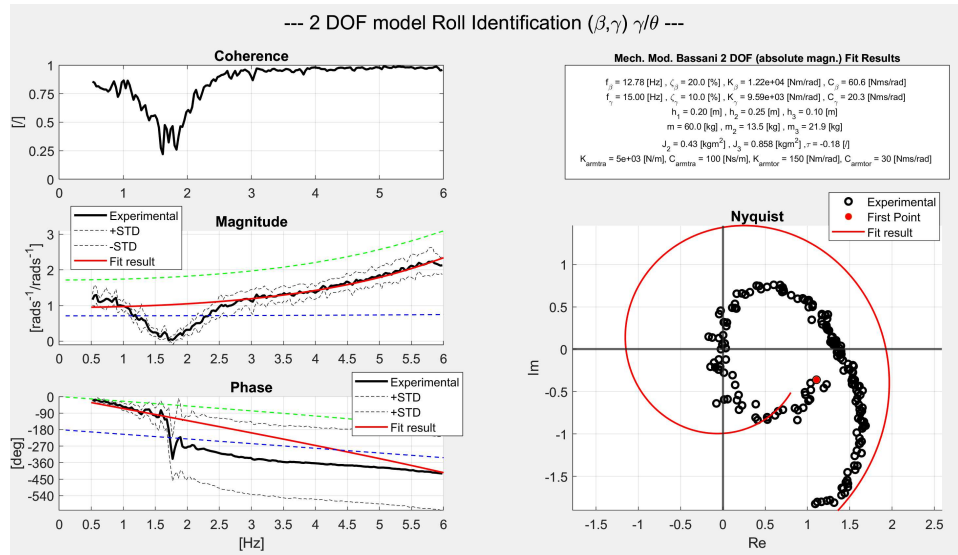 --- 2 DOF model Roll Identification (β,γ) γ/θ ---
Coherence
1
0.75
0.5
0.25
0
[/]
0 1 2 3 4 5 6
Magnitude
3
2
1
0
[rads⁻¹/rads⁻¹]
Experimental
+STD
-STD
Fit result
0 0.5 1 1.5 2 2.5 3 3.5 4 4.5 5 5.5 6
Phase
0
-90
-180
-270
-360
-450
-540
[deg]
Experimental
+STD
+STD
Fit result
0 0.5 1 1.5 2 2.5 3 3.5 4 4.5 5 5.5 6
[Hz]
Mech. Mod. Bassani 2 DOF (absolute magn.) Fit Results
f_β = 12.78 [Hz] , ζ_β = 20.0 [%] , K_β = 1.22e+04 [Nm/rad] , C_β = 60.6 [Nms/rad]
f_γ = 15.00 [Hz] , ζ_γ = 10.0 [%] , K_γ = 9.59e+03 [Nm/rad] , C_γ = 20.3 [Nms/rad]
h₁ = 0.20 [m] , h₂ = 0.25 [m] , h₃ = 0.10 [m]
m = 60.0 [kg] , m₂ = 13.5 [kg] , m₃ = 21.9 [kg]
J₂ = 0.43 [kgm²] , J₃ = 0.858 [kgm²] ,τ = -0.18 [/]
K_armtra = 5e+03 [N/m], C_armtra = 100 [Ns/m], K_armtor = 150 [Nm/rad], C_armtor = 30 [Nms/rad]
Nyquist
Experimental
First Point
Fit result
1
0.5
0
-0.5
-1
-1.5
Im
-1.5 -1 -0.5 0 0.5 1 1.5 2 2.5
Re